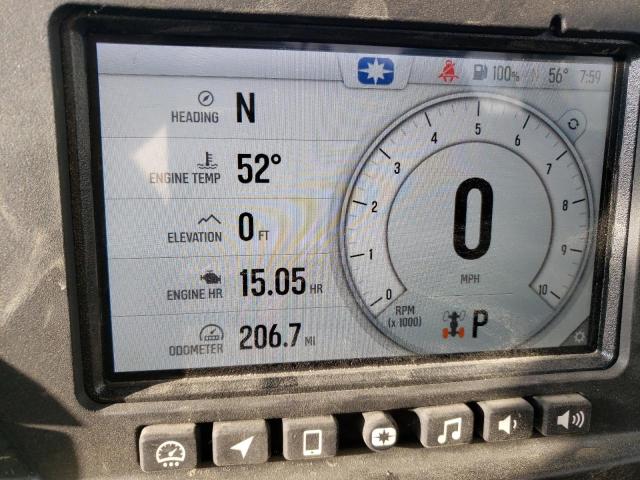 100% N 56° 7:59
HEADING N
ENGINE TEMP 52°
ELEVATION 0 FT
ENGINE HR 15.05 HR
ODOMETER 206.7 MI
0 1 2 3 4 5 6 7 8 9 10
0
MPH
RPM
(x 1000)
P